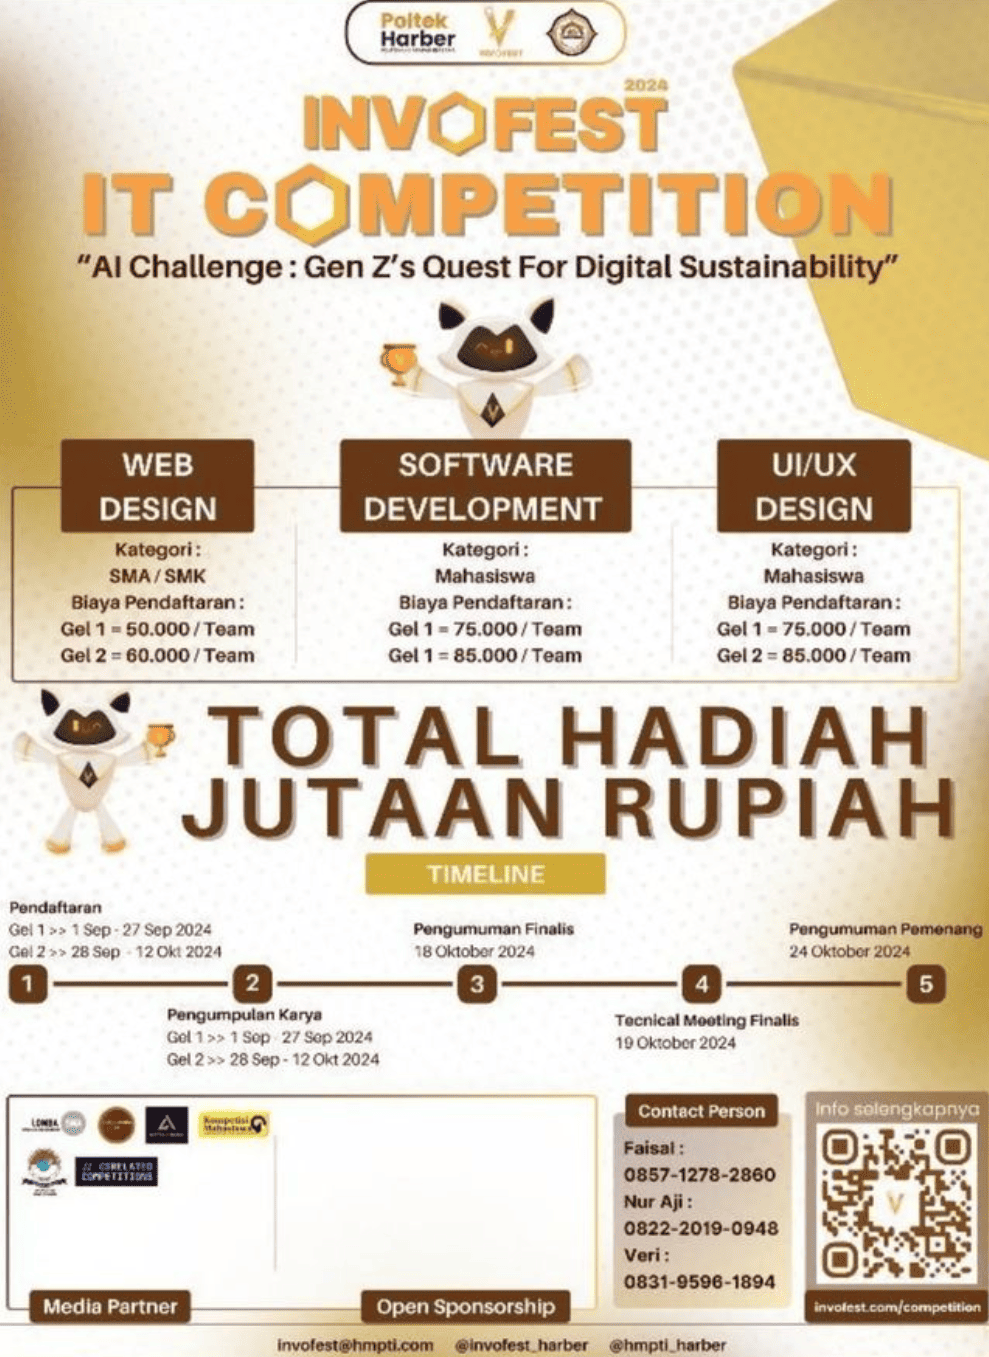 Poltek
Harber
INVOFEST
2024
INVOFEST
IT COMPETITION
"AI Challenge : Gen Z's Quest For Digital Sustainability"
WEB
DESIGN
Kategori :
SMA / SMK
Biaya Pendaftaran :
Gel 1 = 50.000 / Team
Gel 2 = 60.000 / Team
SOFTWARE
DEVELOPMENT
Kategori :
Mahasiswa
Biaya Pendaftaran :
Gel 1 = 75.000 / Team
Gel 1 = 85.000 / Team
UI/UX
DESIGN
Kategori :
Mahasiswa
Biaya Pendaftaran :
Gel 1 = 75.000 / Team
Gel 2 = 85.000 / Team
TOTAL HADIAH
JUTAAN RUPIAH
TIMELINE
Pendaftaran
Gel 1 >> 1 Sep - 27 Sep 2024
Gel 2 >> 28 Sep - 12 Okt 2024
1
2
Pengumpulan Karya
Gel 1 >> 1 Sep - 27 Sep 2024
Gel 2 >> 28 Sep - 12 Okt 2024
Pengumuman Finalis
18 Oktober 2024
3
4
Tecnical Meeting Finalis
19 Oktober 2024
Pengumuman Pemenang
24 Oktober 2024
5
LOMBA
Kompetisi
Mahasiswa
// CORELATED
COMPETITIONS
Media Partner
Open Sponsorship
Contact Person
Faisal :
0857-1278-2860
Nur Aji :
0822-2019-0948
Veri :
0831-9596-1894
Info selengkapnya
invofest.com/competition
invofest@hmpti.com @invofest_harber @hmpti_harber